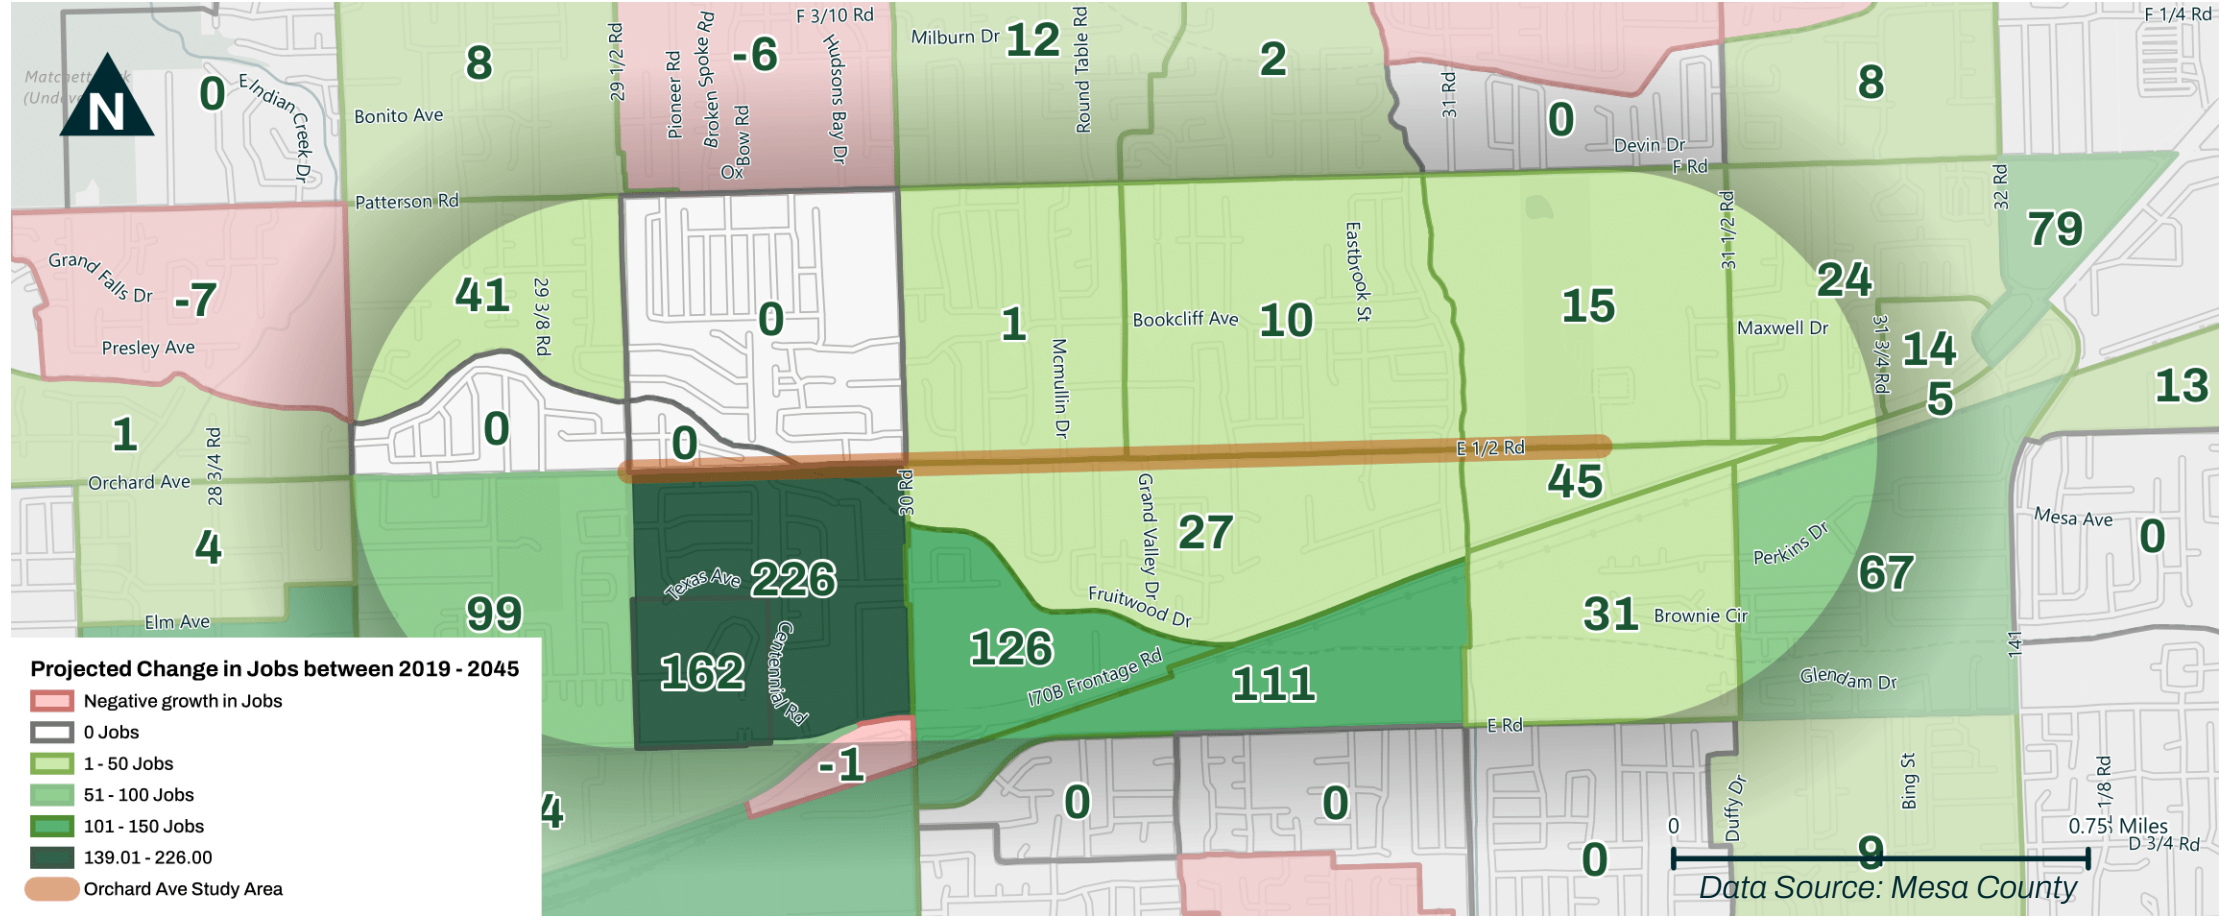 F 3/10 Rd
F 1/4 Rd
Milburn Dr
12
8
-6
2
8
0
0
N
E Indian Creek Dr
29 1/2 Rd
Pioneer Rd
Broken Spoke Rd
Ox Bow Rd
Hudsons Bay Dr
Round Table Rd
31 Rd
Bonito Ave
Devin Dr
F Rd
Patterson Rd
31 1/2 Rd
32 Rd
79
Grand Falls Dr
-7
Presley Ave
41
29 3/8 Rd
0
1
Mcmullin Dr
Bookcliff Ave
10
Eastbrook St
15
24
Maxwell Dr
31 3/4 Rd
14
5
13
1
0
0
28 3/4 Rd
Orchard Ave
E 1/2 Rd
30 Rd
45
4
Elm Ave
99
Texas Ave
226
162
Centennial Rd
126
Grand Valley Dr
27
Fruitwood Dr
I70B Frontage Rd
111
31
Brownie Cir
Perkins Dr
67
Glendam Dr
Mesa Ave
0
141
E Rd
-1
4
0
0
0
Duffy Dr
Bing St
9
1/8 Rd
D 3/4 Rd
Projected Change in Jobs between 2019 - 2045
Negative growth in Jobs
0 Jobs
1 - 50 Jobs
51 - 100 Jobs
101 - 150 Jobs
139.01 - 226.00
Orchard Ave Study Area
0
0.75 Miles
Data Source: Mesa County